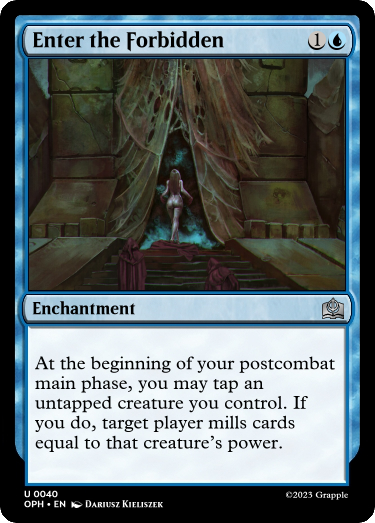 Enter the Forbidden 1
Enchantment
At the beginning of your postcombat
main phase, you may tap an
untapped creature you control. If
you do, target player mills cards
equal to that creature's power.
U 0040
OPH • EN Dariusz Kieliszek
©2023 Grapple